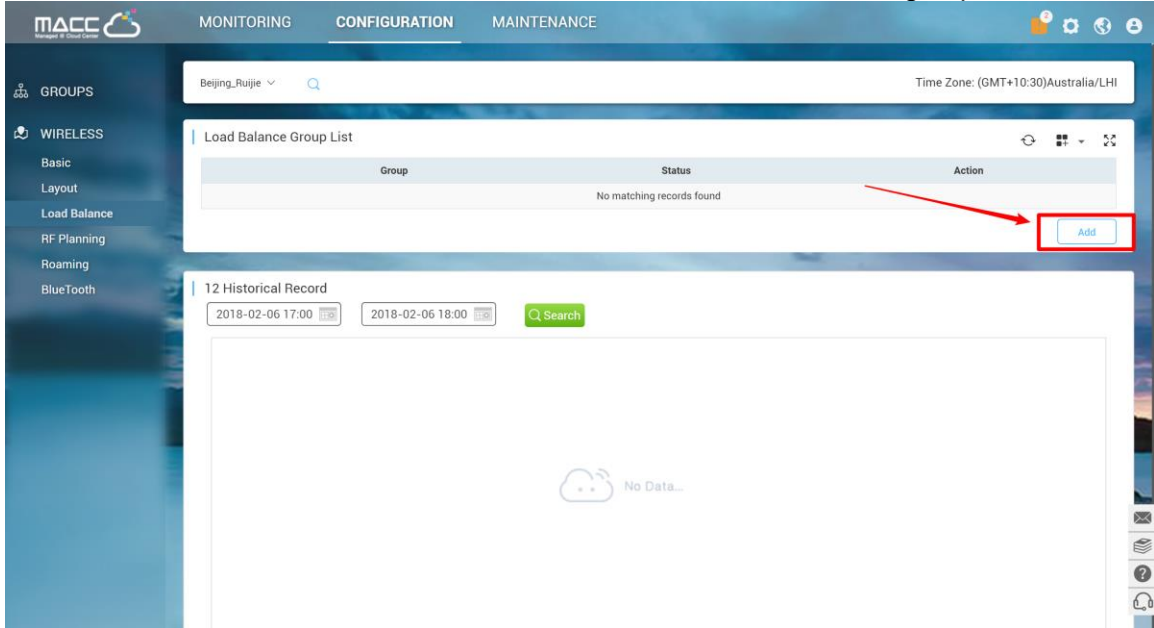 MACC
MONITORING CONFIGURATION MAINTENANCE
2
GROUPS
Beijing_Ruijie
Time Zone: (GMT+10:30)Australia/LHI
WIRELESS
Basic
Layout
Load Balance
RF Planning
Roaming
BlueTooth
Load Balance Group List
Group Status Action
No matching records found
Add
12 Historical Record
2018-02-06 17:00 2018-02-06 18:00 Search
No Data...